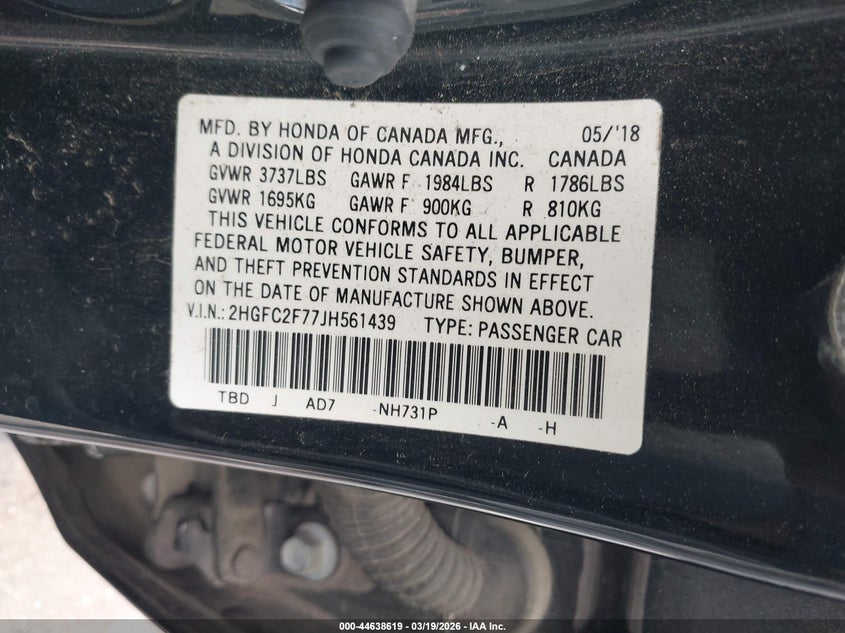 MFD. BY HONDA OF CANADA MFG., 05/'18
A DIVISION OF HONDA CANADA INC. CANADA
GVWR 3737LBS GAWR F 1984LBS R 1786LBS
GVWR 1695KG GAWR F 900KG R 810KG
THIS VEHICLE CONFORMS TO ALL APPLICABLE
FEDERAL MOTOR VEHICLE SAFETY, BUMPER,
AND THEFT PREVENTION STANDARDS IN EFFECT
ON THE DATE OF MANUFACTURE SHOWN ABOVE.
V.I.N.: 2HGFC2F77JH561439 TYPE: PASSENGER CAR
TBD J AD7 -NH731P -A -H
000-44638619 - 03/19/2026 - IAA Inc.